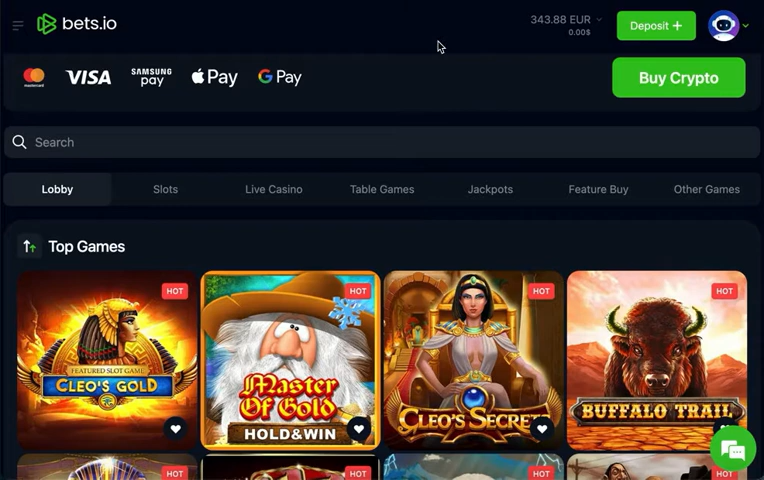 bets.io
343.88 EUR
0.00$
Deposit +
mastercard
VISA
SAMSUNG
pay
Pay
G Pay
Buy Crypto
Search
Lobby
Slots
Live Casino
Table Games
Jackpots
Feature Buy
Other Games
Top Games
HOT
HOT
HOT
HOT
FEATURED SLOT GAME
CLEO'S GOLD
Master
Of Gold
HOLD&WIN
CLEO'S SECRET
BUFFALO TRAIL
HOT
HOT
HOT
HOT